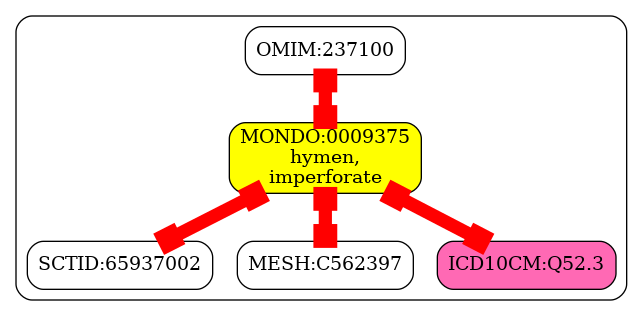 OMIM:237100
MONDO:0009375
hymen,
imperforate
SCTID:65937002
MESH:C562397
ICD10CM:Q52.3